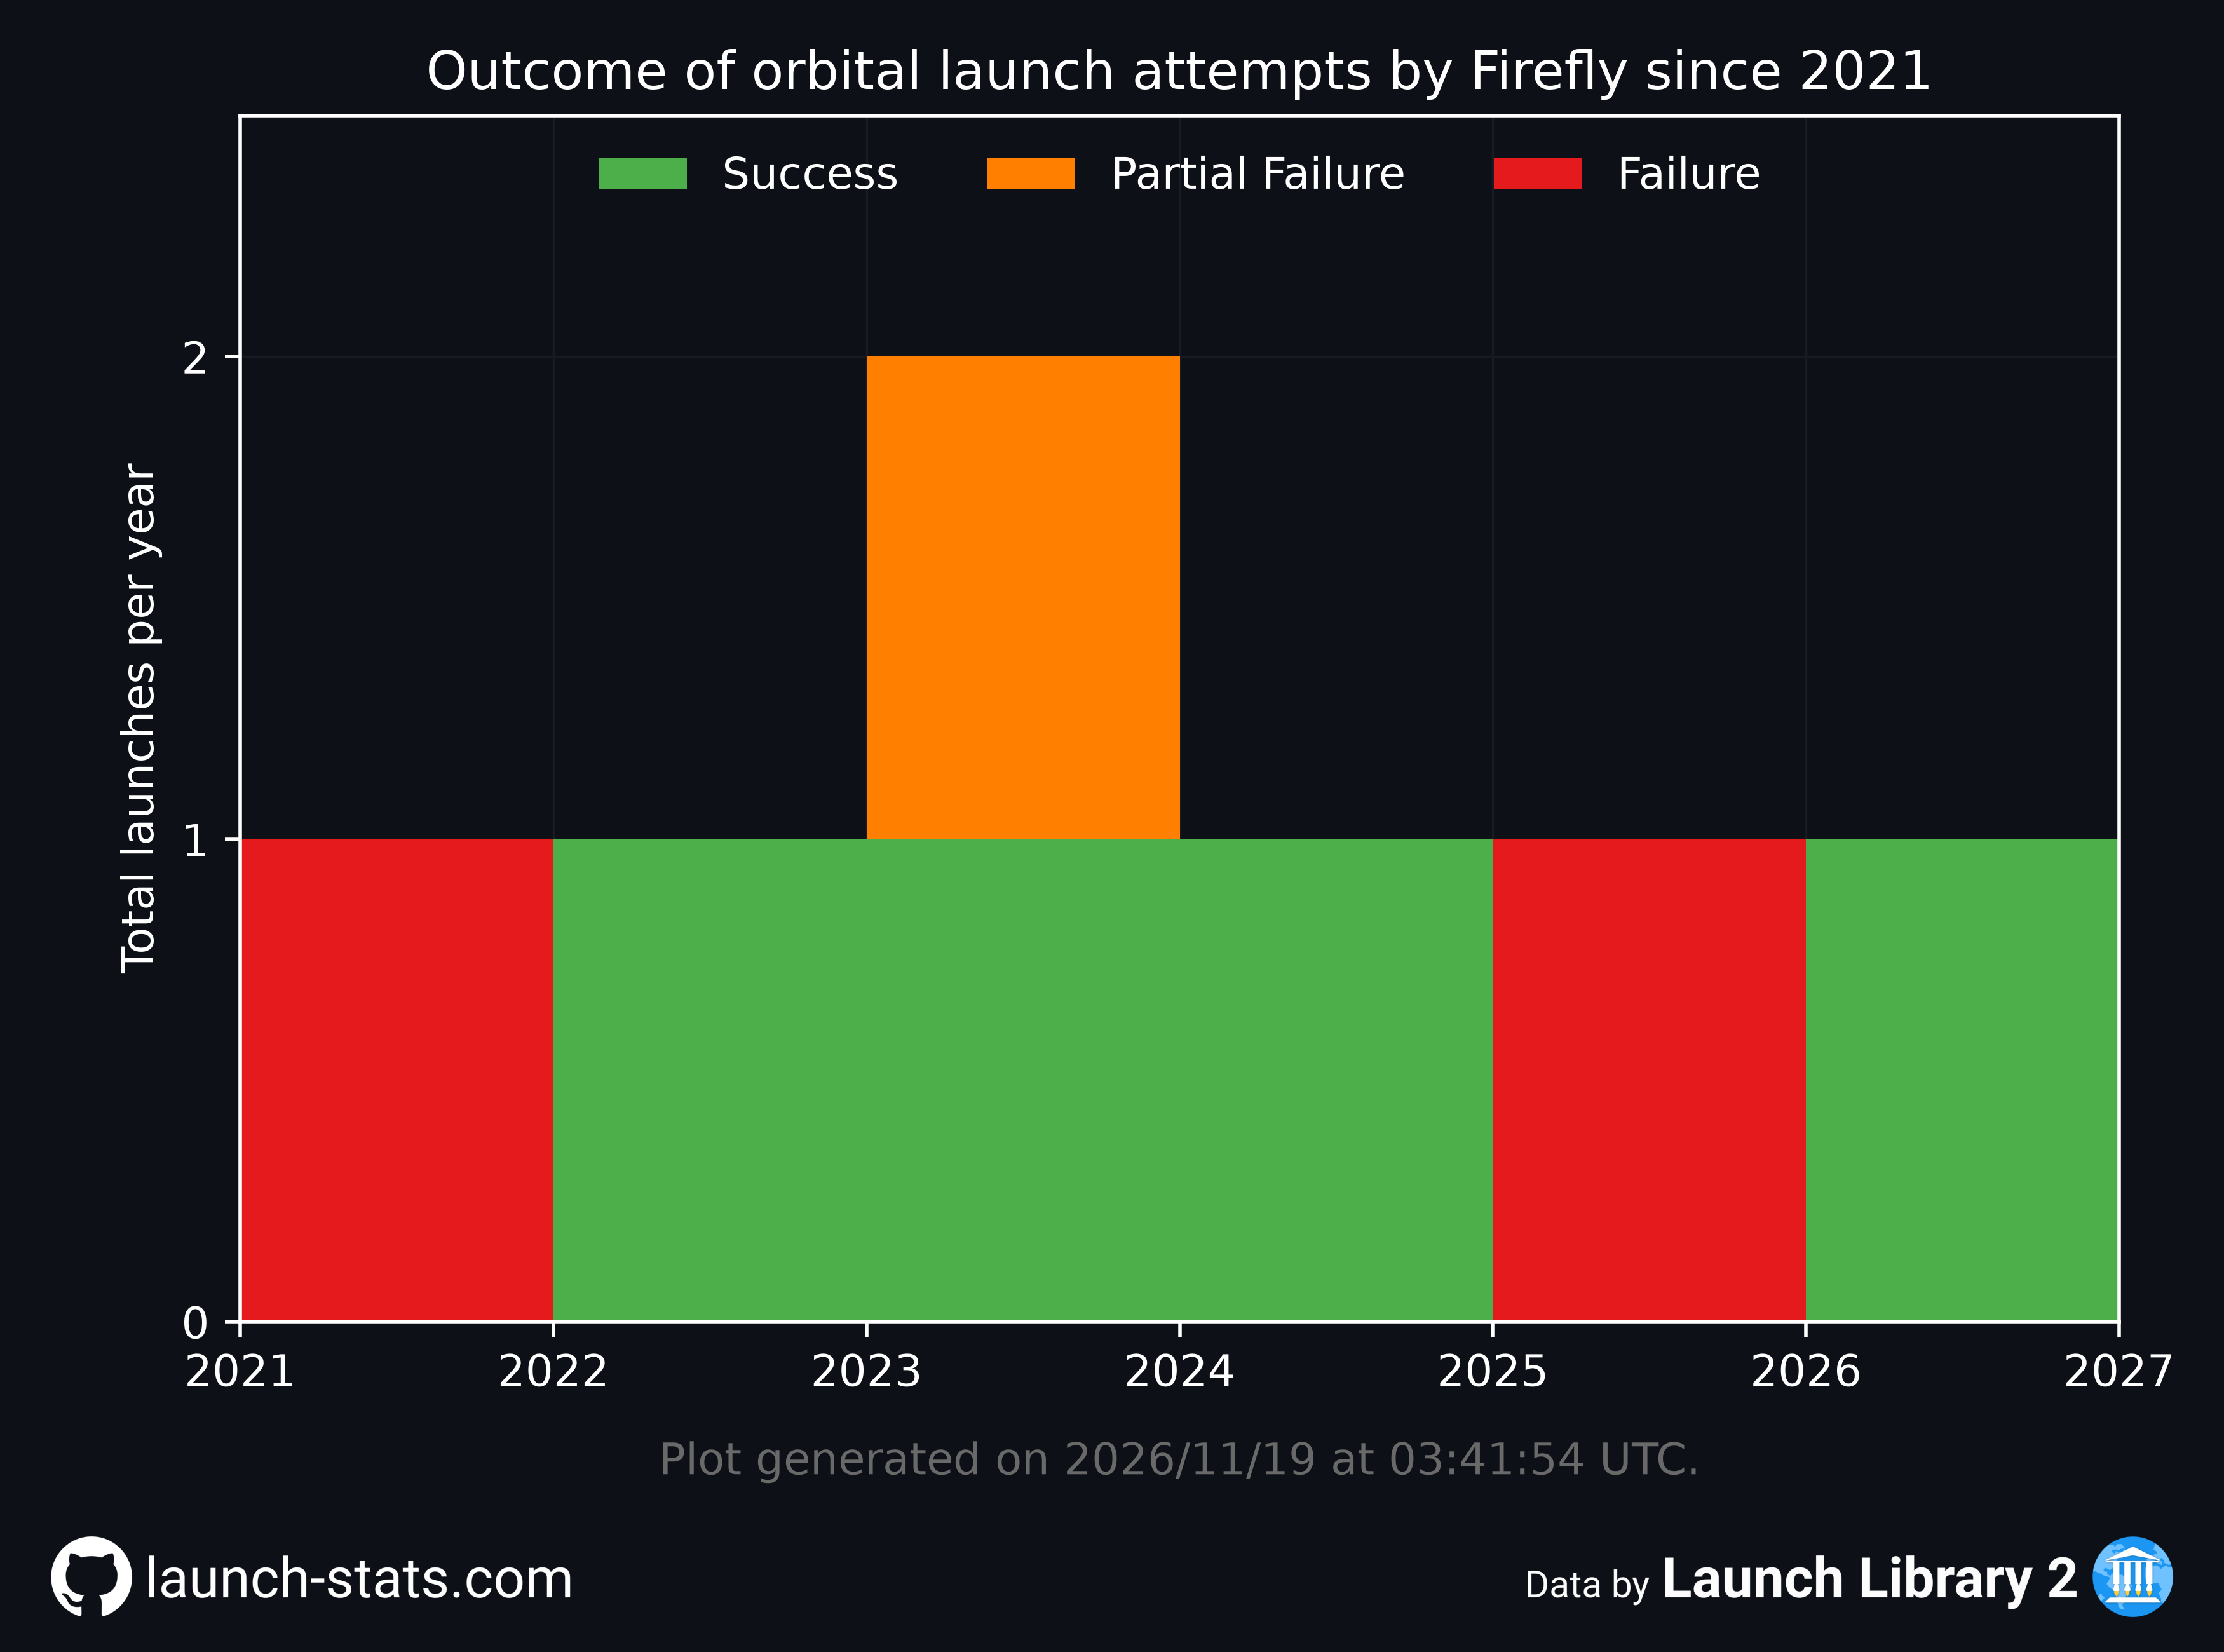 Outcome of orbital launch attempts by Firefly since 2021
Success
Partial Failure
Failure
Total launches per year
2
1
0
2021
2022
2023
2024
2025
2026
2027
Plot generated on 2026/11/19 at 03:41:54 UTC.
launch-stats.com
Data by Launch Library 2